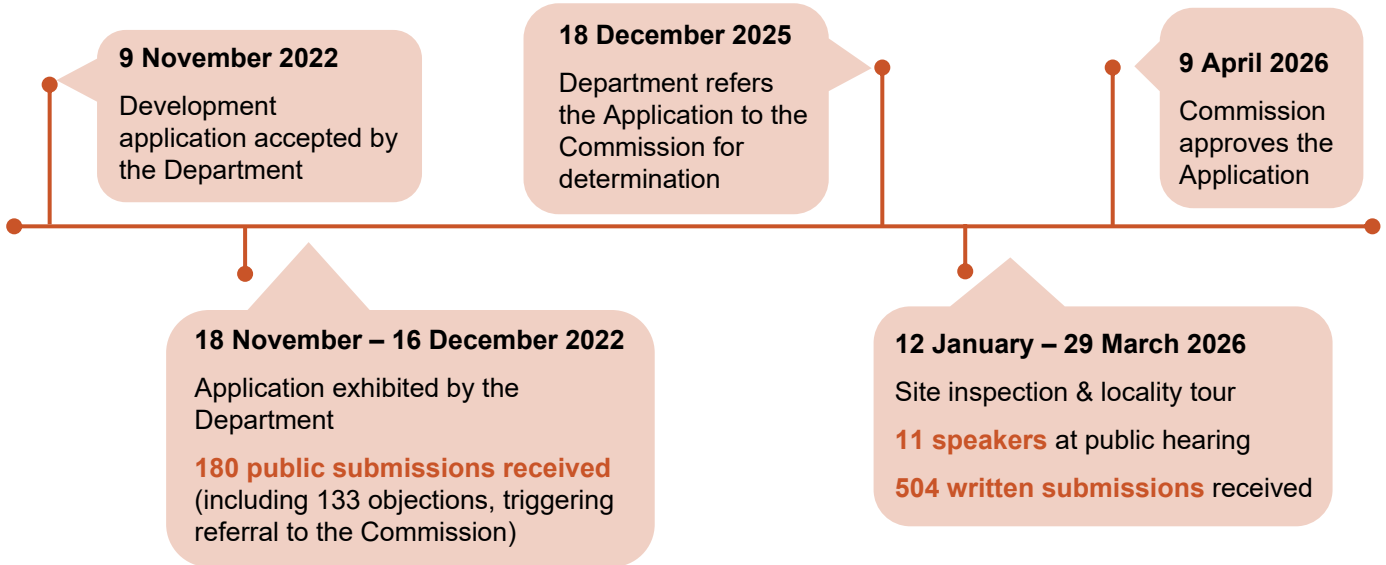 9 November 2022
Development
application accepted by
the Department
18 November – 16 December 2022
Application exhibited by the
Department
180 public submissions received
(including 133 objections, triggering
referral to the Commission)
18 December 2025
Department refers
the Application to the
Commission for
determination
12 January – 29 March 2026
Site inspection & locality tour
11 speakers at public hearing
504 written submissions received
9 April 2026
Commission
approves the
Application